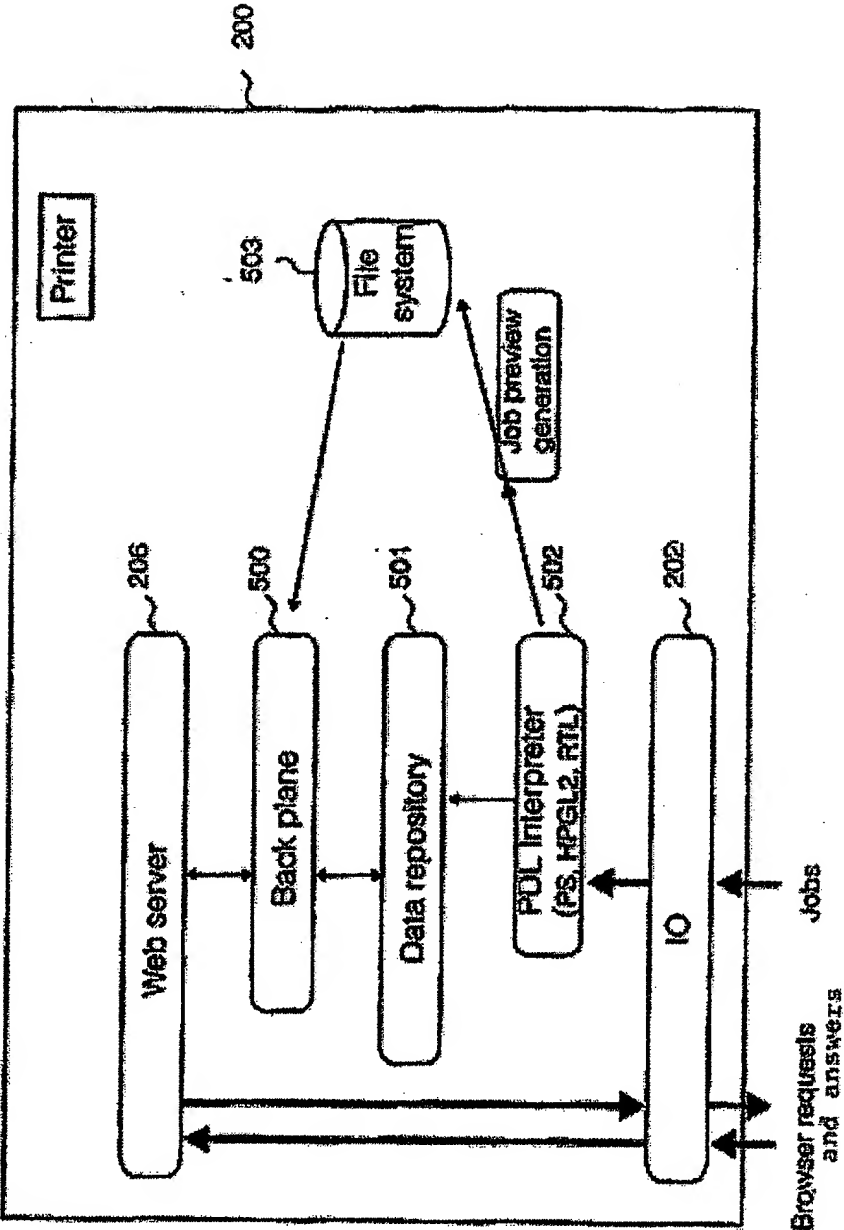 200
Printer
503
File
system
Job preview
generation
206
Web server
500
Back plane
501
Data repository
502
PDL Interpreter
(PS, HPGL2, RTL)
202
IO
Jobs
Browser requests
and answers